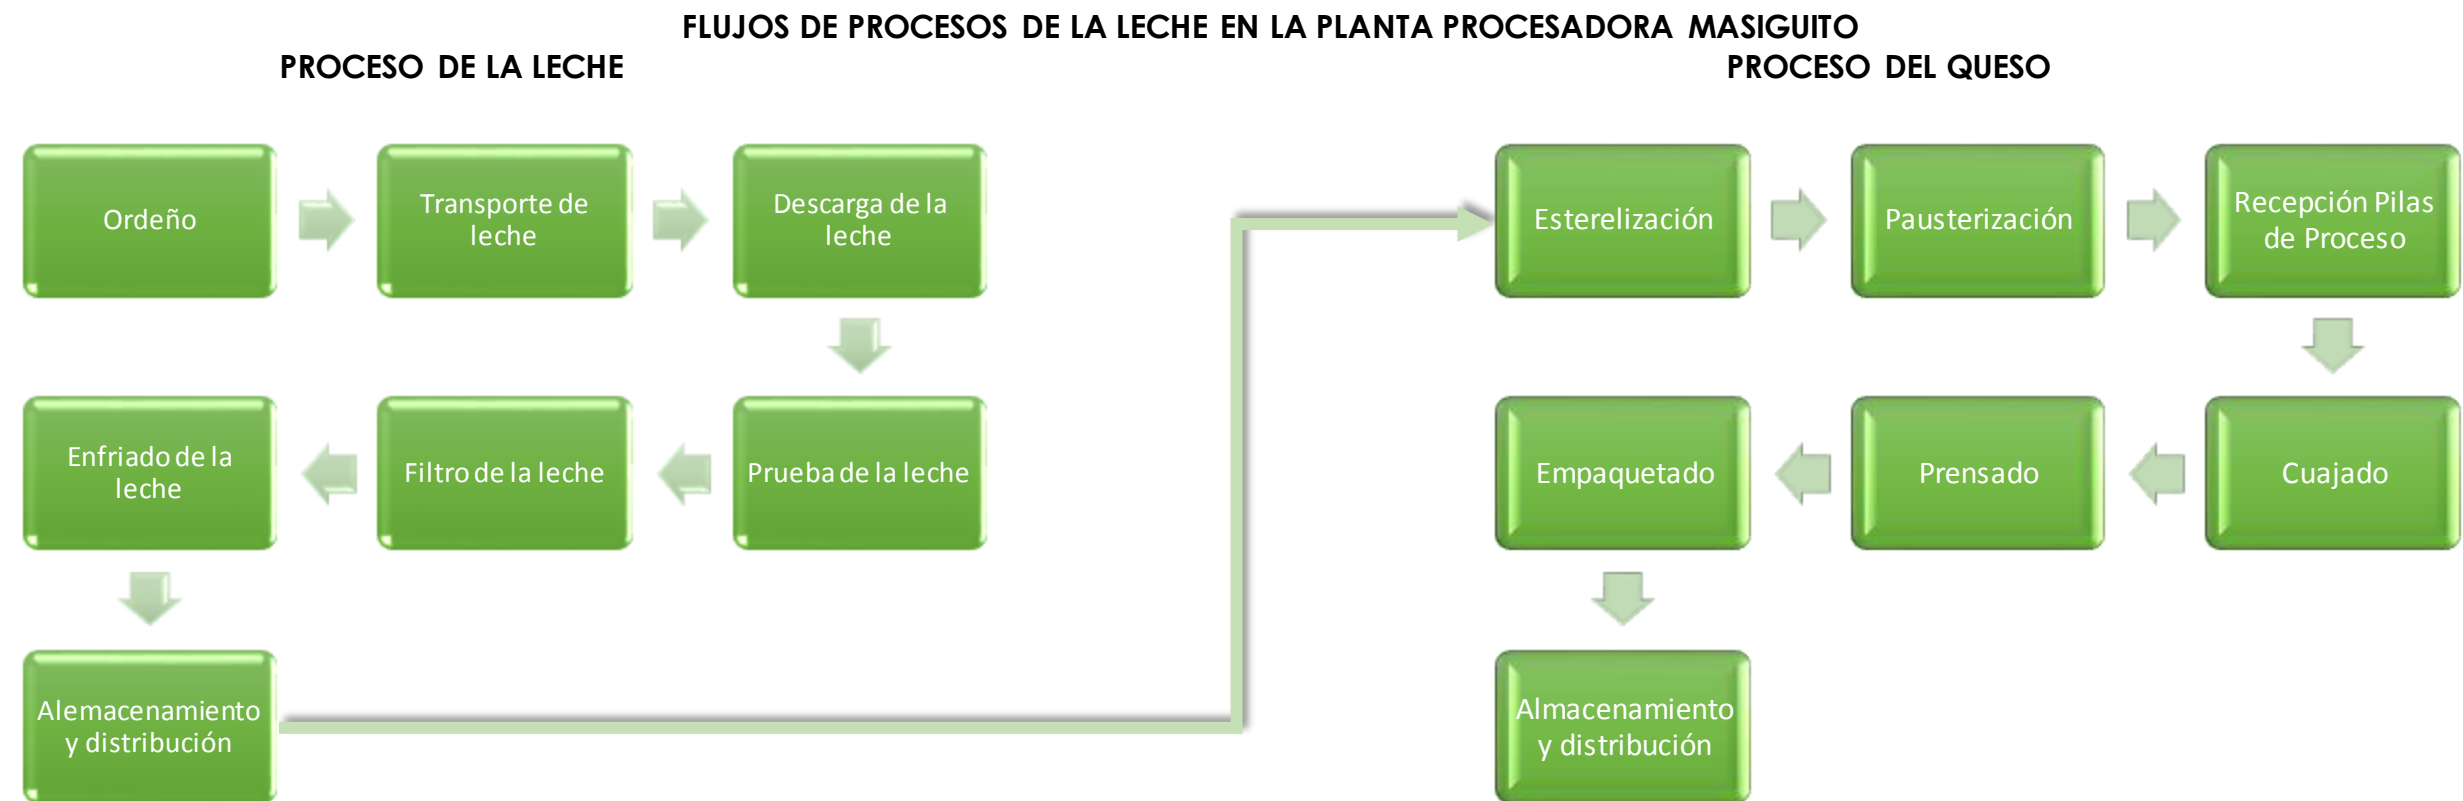 FLUJOS DE PROCESOS DE LA LECHE EN LA PLANTA PROCESADORA MASIGUITO
PROCESO DE LA LECHE
PROCESO DEL QUESO
Ordeño
Transporte de
leche
Descarga de la
leche
Prueba de la leche
Filtro de la leche
Enfriado de la
leche
Alemacenamiento
y distribución
Esterelización
Pausterización
Recepción Pilas
de Proceso
Cuajado
Prensado
Empaquetado
Almacenamiento
y distribución